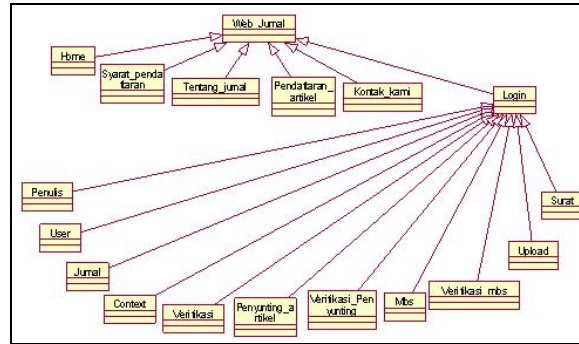 Web_Jurnal
Home
Syarat_penda
ftaran
Tentang_jurnal
Pendaftaran_
artikel
Kontak_kami
Login
Penulis
User
Jurnal
Context
Verifikasi
Penyunting_a
rtikel
Verifikasi_Pen
yunting
Mbs
Verifikasi_mbs
Upload
Surat